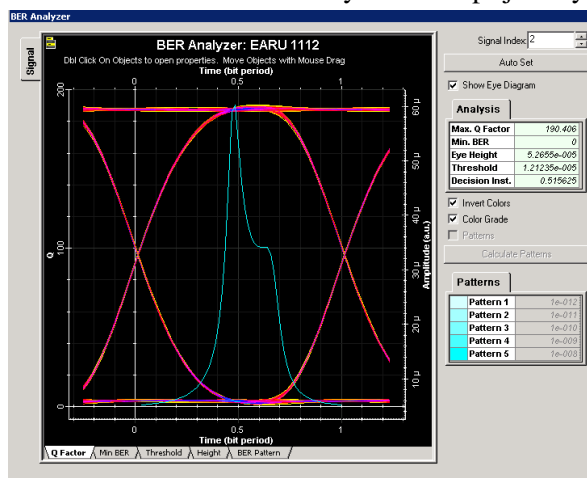 BER Analyzer
Signal
BER Analyzer: EARU 1112
Dbl Click On Objects to open properties. Move Objects with Mouse Drag
Time (bit period)
0 0.5 1
200
100
0
Q
60 µ
50 µ
40 µ
30 µ
20 µ
10 µ
Amplitude (a.u.)
0 0.5 1
Time (bit period)
Q Factor Min BER Threshold Height BER Pattern
Signal Index: 2
Auto Set
Show Eye Diagram
Analysis
Max. Q Factor 190.406
Min. BER 0
Eye Height 5.2655e-005
Threshold 1.21235e-005
Decision Inst. 0.515625
Invert Colors
Color Grade
Patterns
Calculate Patterns
Patterns
Pattern 1 1e-012
Pattern 2 1e-011
Pattern 3 1e-010
Pattern 4 1e-009
Pattern 5 1e-008